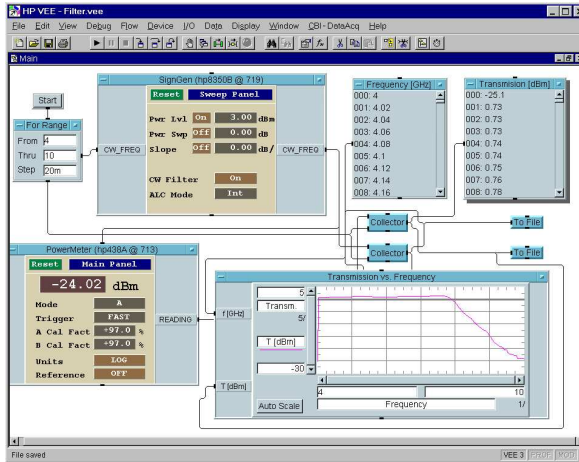 HP VEE - Filter.vee
File Edit View Debug Flow Device I/O Data Display Window CBI-DataAcq Help
Main
Start
For Range
From 4
Thru 10
Step 20m
SignGen (hp8350B @ 719)
Reset Sweep Panel
Pwr Lvl On 3.00 dBm
Pwr Swp Off 0.00 dB
Slope Off 0.00 dB/
CW Filter On
ALC Mode Int
CW_FREQ
CW_FREQ
Frequency [GHz]
000: 4
001: 4.02
002: 4.04
003: 4.06
004: 4.08
005: 4.1
006: 4.12
007: 4.14
008: 4.16
Transmision [dBm]
000: -25.1
001: 0.73
002: 0.73
003: 0.73
004: 0.74
005: 0.74
006: 0.75
007: 0.76
008: 0.78
Collector
To File
Collector
To File
PowerMeter (hp438A @ 713)
Reset Main Panel
-24.02 dBm
Mode A
Trigger FAST
A Cal Fact +97.0 %
B Cal Fact +97.0 %
Units LOG
Reference OFF
READING
Transmission vs. Frequency
f [GHz]
T [dBm]
5
Transm.
5/
T [dBm]
-30
Auto Scale
4
10
Frequency
1/
File saved
VEE 3 PROF MOD